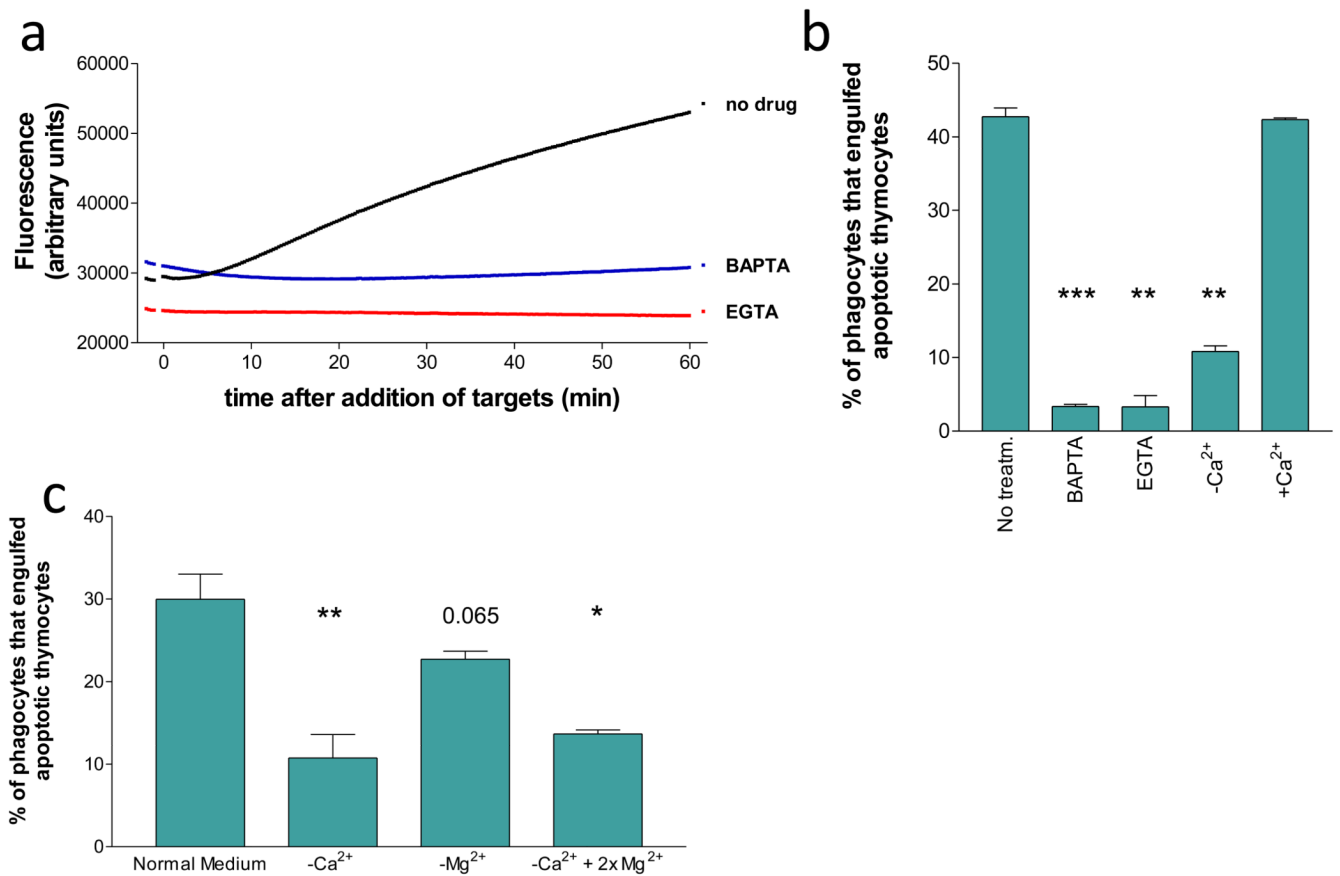 a
Fluorescence
(arbitrary units)
60000
50000
40000
30000
20000
no drug
BAPTA
EGTA
0 10 20 30 40 50 60
time after addition of targets (min)
b
% of phagocytes that engulfed
apoptotic thymocytes
50
40
30
20
10
0
*** ** **
No treatm.
BAPTA
EGTA
-Ca²⁺
+Ca²⁺
c
% of phagocytes that engulfed
apoptotic thymocytes
40
30
20
10
0
** 0.065 *
Normal Medium -Ca²⁺ -Mg²⁺ -Ca²⁺ + 2x Mg²⁺